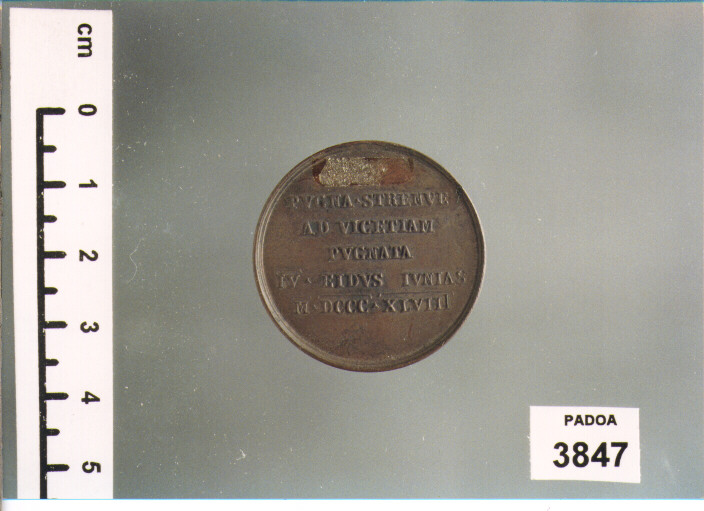 cm
0
1
2
3
4
5
PVGNA·STRENVE
AD VICETIAM
PVGNATA
IV· EIDVS IVNIAS
M·DCCC·XLVIII
PADOA
3847